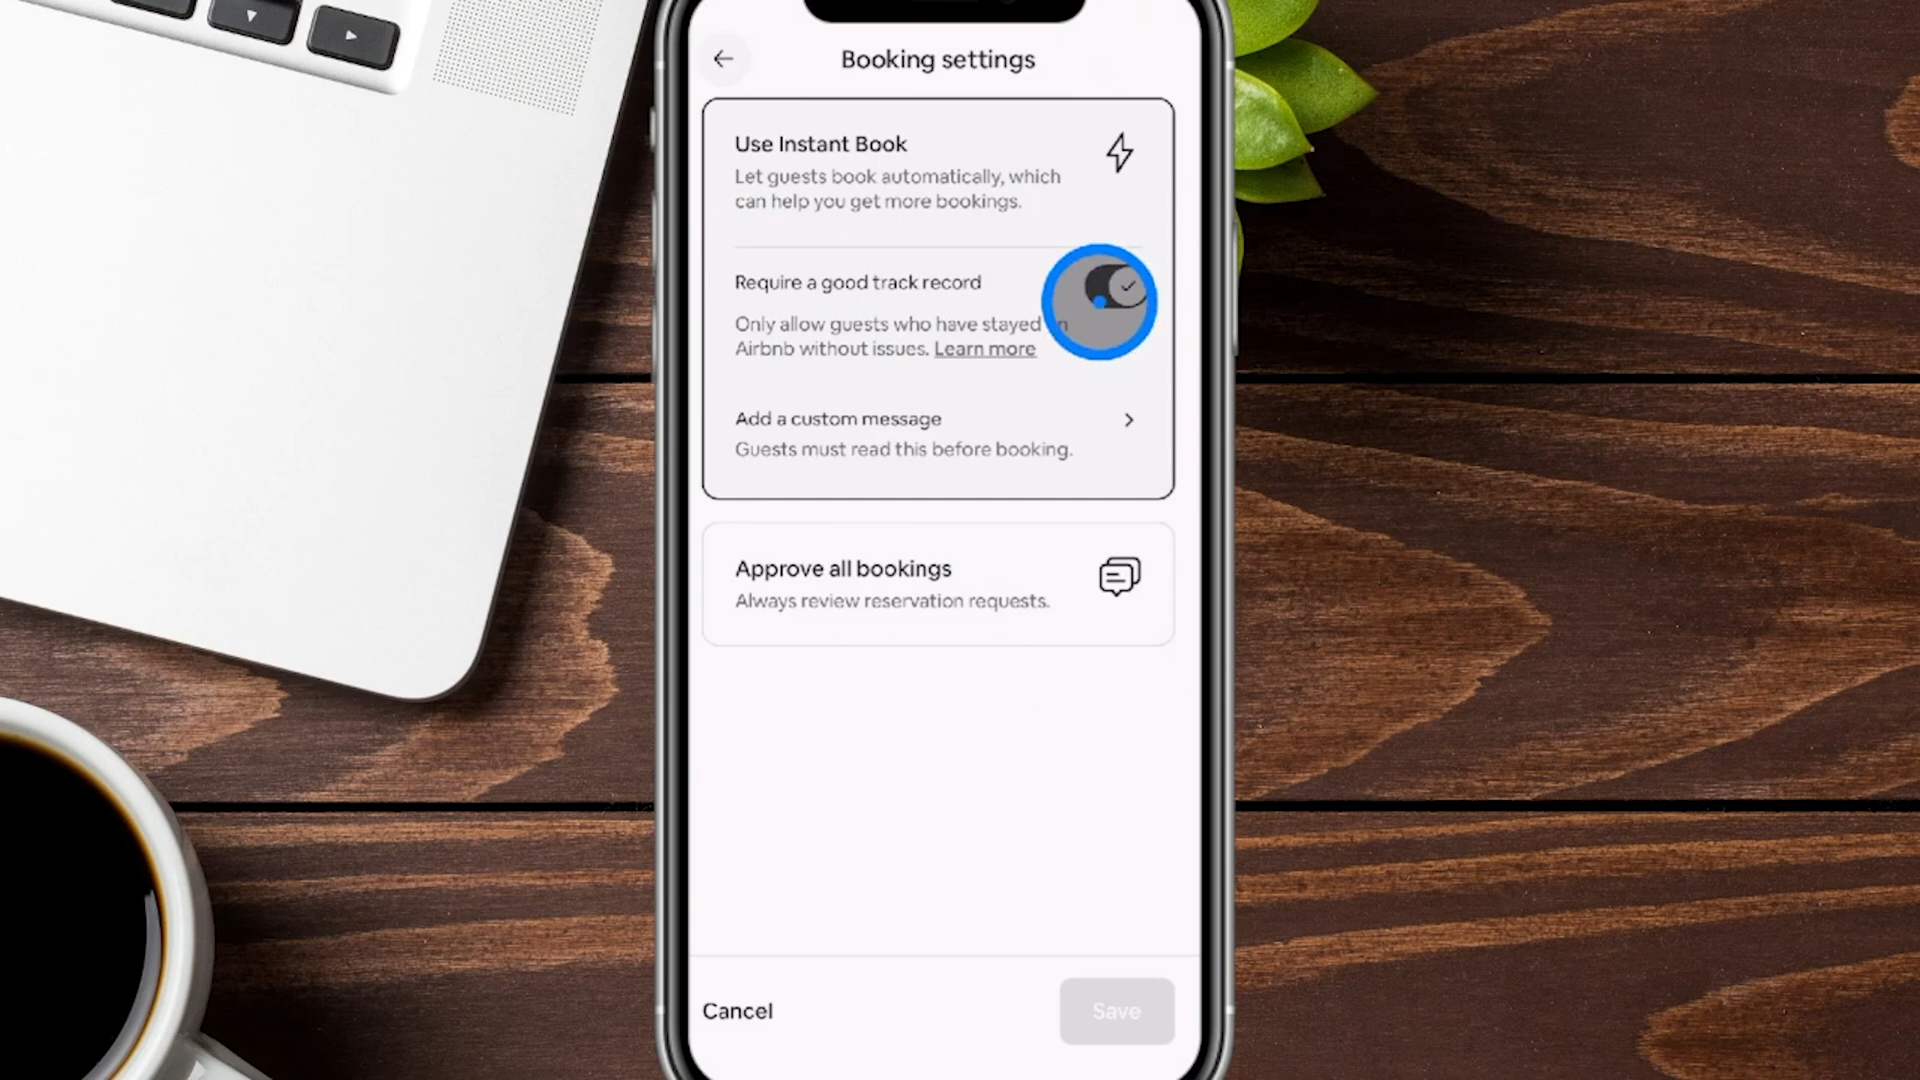 Booking settings
Use Instant Book
Let guests book automatically, which
can help you get more bookings.
Require a good track record
Only allow guests who have stayed
Airbnb without issues. Learn more
Add a custom message
Guests must read this before booking.
Approve all bookings
Always review reservation requests.
Cancel
Save